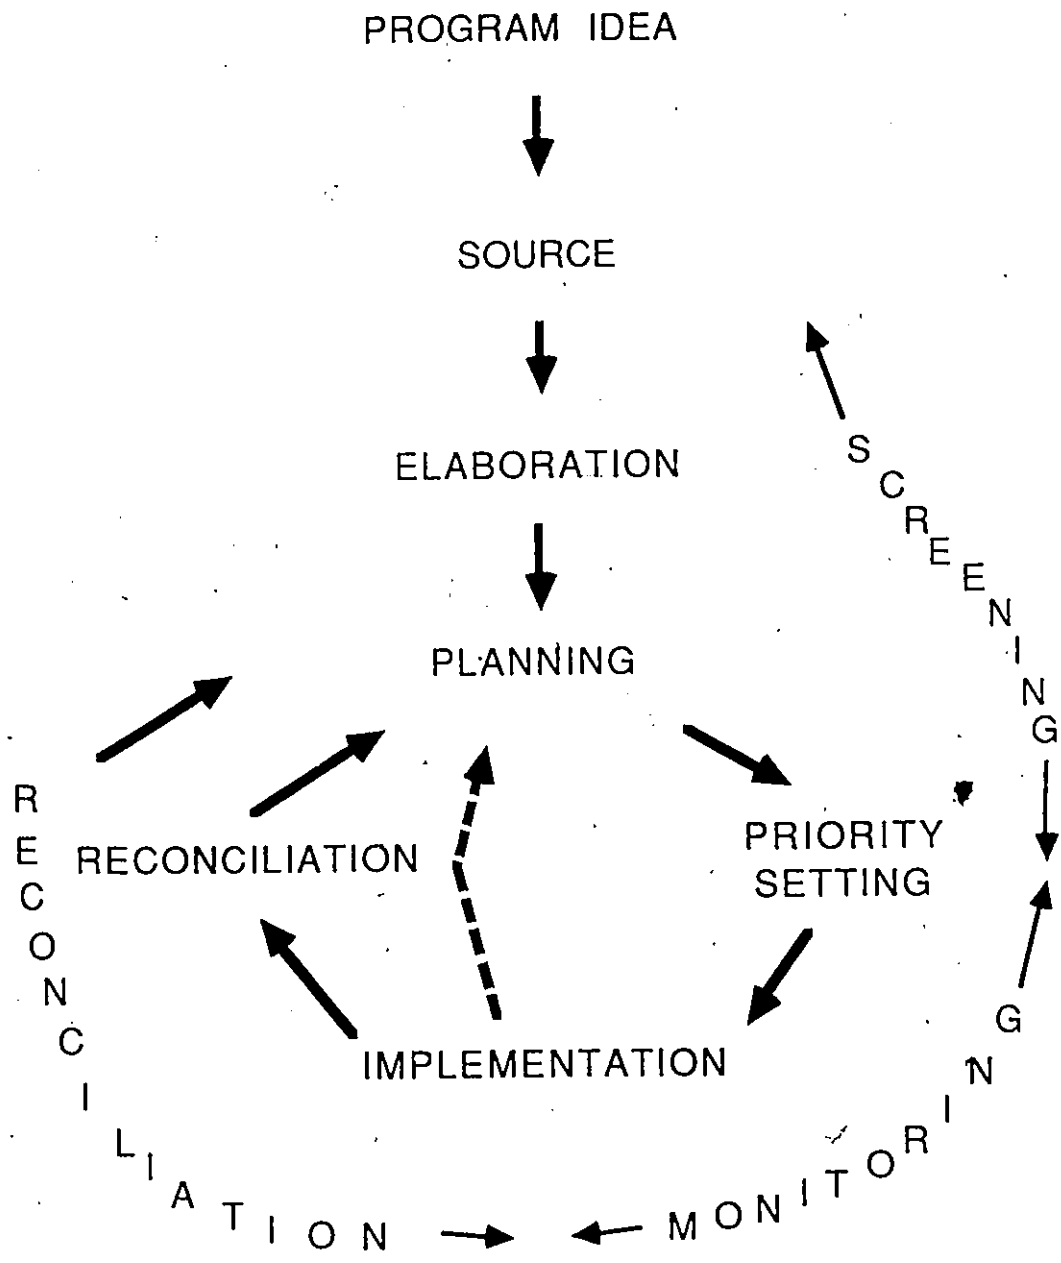 PROGRAM IDEA
SOURCE
ELABORATION
PLANNING
PRIORITY
SETTING
IMPLEMENTATION
RECONCILIATION
SCREENING
MONITORING
RECONCILIATION